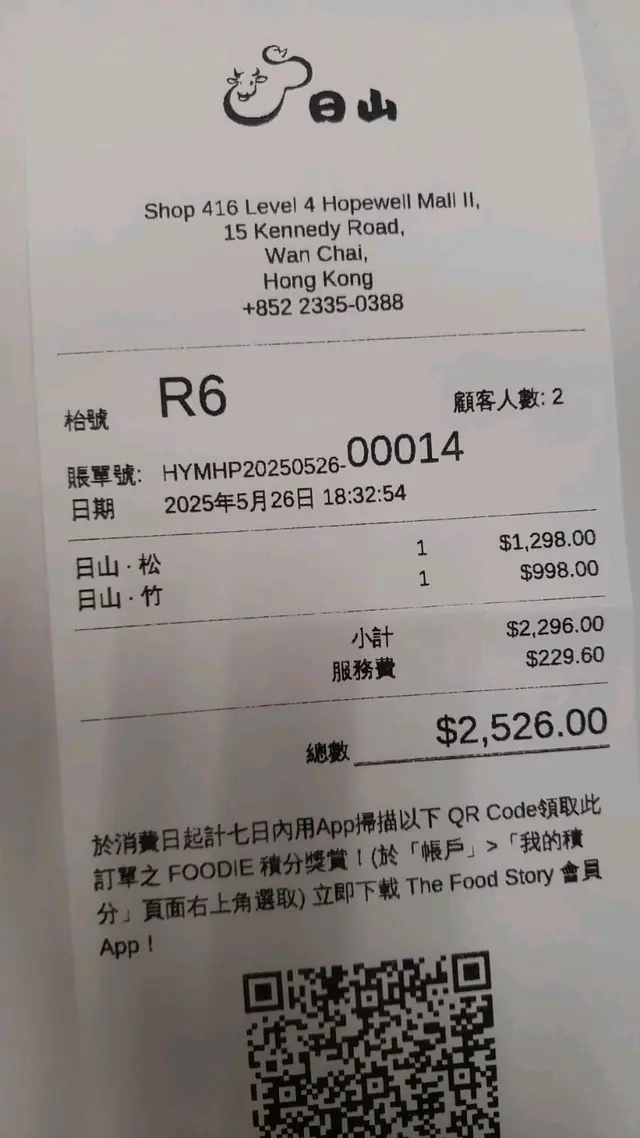 日山
Shop 416 Level 4 Hopewell Mall II,
15 Kennedy Road,
Wan Chai,
Hong Kong
+852 2335-0388
枱號 R6 顧客人數: 2
賬單號: HYMHP20250526-00014
日期 2025年5月26日 18:32:54
日山 · 松 1 $1,298.00
日山 · 竹 1 $998.00
小計 $2,296.00
服務費 $229.60
總數 $2,526.00
於消費日起計七日內用App掃描以下 QR Code領取此
訂單之 FOODIE 積分獎賞！(於「帳戶」>「我的積
分」頁面右上角選取) 立即下載 The Food Story 會員
App！